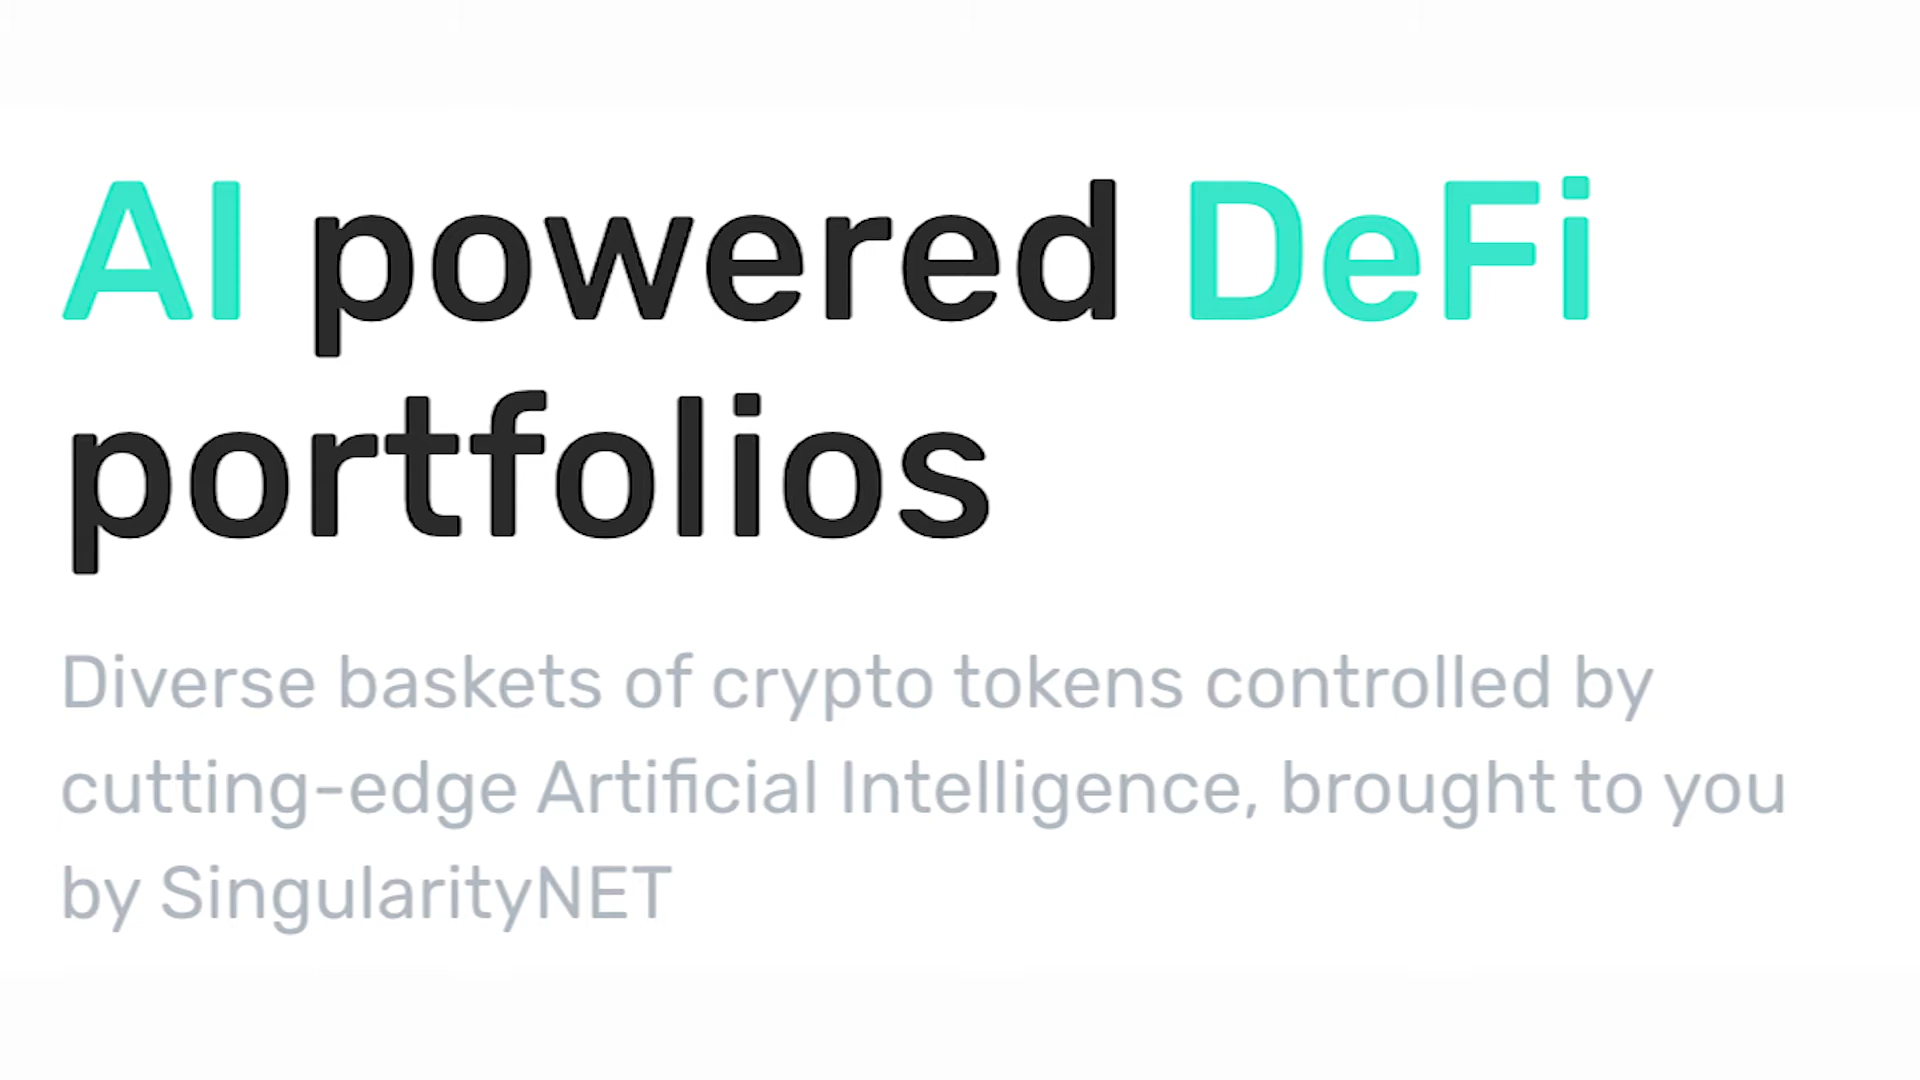 AI powered DeFi
portfolios
Diverse baskets of crypto tokens controlled by
cutting-edge Artificial Intelligence, brought to you
by SingularityNET